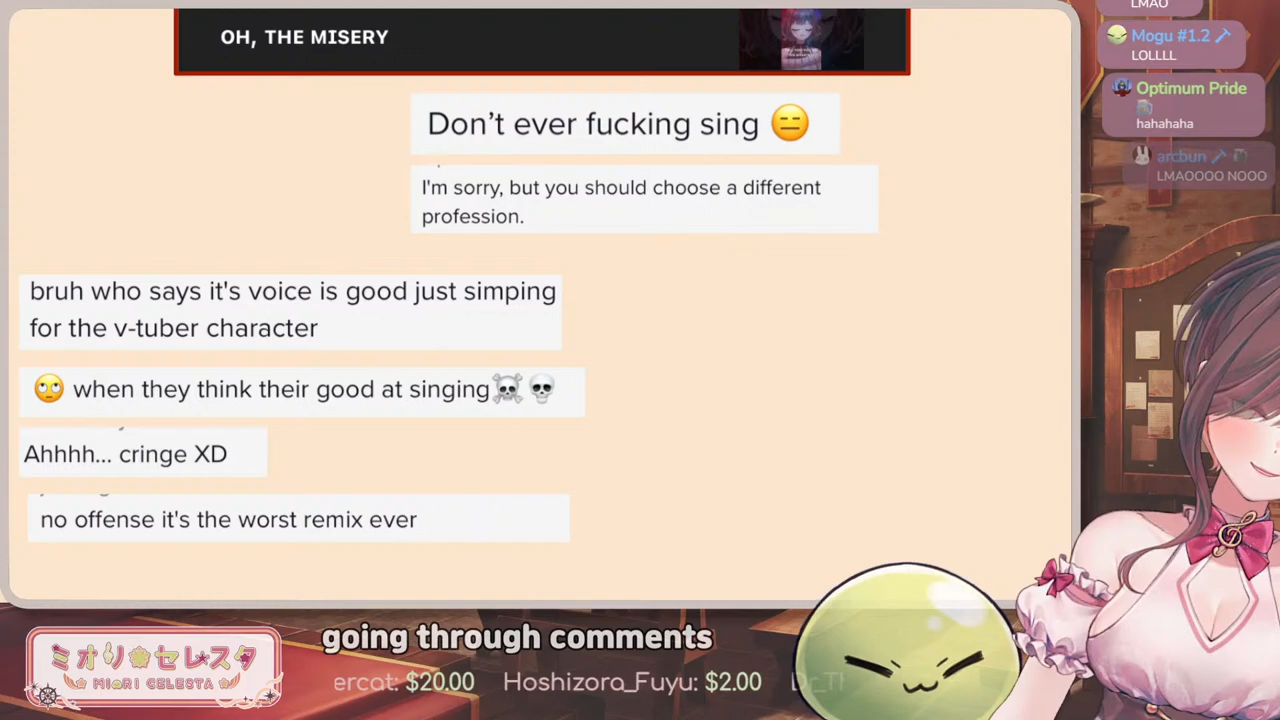 OH, THE MISERY
Don't ever fucking sing 😑
I'm sorry, but you should choose a different
profession.
bruh who says it's voice is good just simping
for the v-tuber character
🙄 when they think their good at singing☠️💀
Ahhhh... cringe XD
no offense it's the worst remix ever
LMAO
Mogu #1.2
LOLLLL
Optimum Pride
hahahaha
arcbun
LMAOOOO NOOO
going through comments
ミオリ セレスタ
MIORI CELESTA
ercat: $20.00 Hoshizora_Fuyu: $2.00